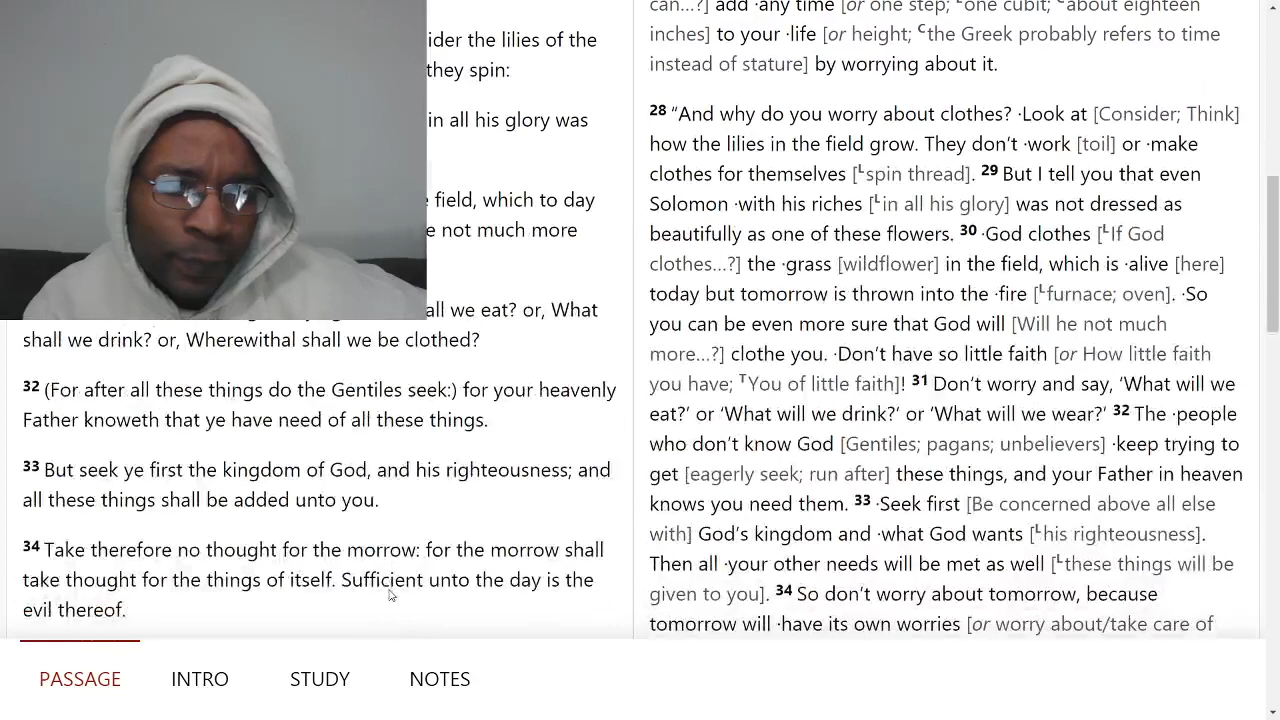 ider the lilies of the
they spin:
in all his glory was
field, which to day
e not much more
all we eat? or, What
shall we drink? or, Wherewithal shall we be clothed?
32 (For after all these things do the Gentiles seek:) for your heavenly
Father knoweth that ye have need of all these things.
33 But seek ye first the kingdom of God, and his righteousness; and
all these things shall be added unto you.
34 Take therefore no thought for the morrow: for the morrow shall
take thought for the things of itself. Sufficient unto the day is the
evil thereof.
can…?] add ·any time [or one step; ᴸone cubit; ᶜabout eighteen
inches] to your ·life [or height; ᶜthe Greek probably refers to time
instead of stature] by worrying about it.
28 “And why do you worry about clothes? ·Look at [Consider; Think]
how the lilies in the field grow. They don’t ·work [toil] or ·make
clothes for themselves [ᴸspin thread]. 29 But I tell you that even
Solomon ·with his riches [ᴸin all his glory] was not dressed as
beautifully as one of these flowers. 30 ·God clothes [ᴸIf God
clothes…?] the ·grass [wildflower] in the field, which is ·alive [here]
today but tomorrow is thrown into the ·fire [ᴸfurnace; oven]. ·So
you can be even more sure that God will [Will he not much
more…?] clothe you. ·Don’t have so little faith [or How little faith
you have; ᵀYou of little faith]! 31 Don’t worry and say, ‘What will we
eat?’ or ‘What will we drink?’ or ‘What will we wear?’ 32 The ·people
who don’t know God [Gentiles; pagans; unbelievers] ·keep trying to
get [eagerly seek; run after] these things, and your Father in heaven
knows you need them. 33 ·Seek first [Be concerned above all else
with] God’s kingdom and ·what God wants [ᴸhis righteousness].
Then all ·your other needs will be met as well [ᴸthese things will be
given to you]. 34 So don’t worry about tomorrow, because
tomorrow will ·have its own worries [or worry about/take care of
PASSAGE INTRO STUDY NOTES